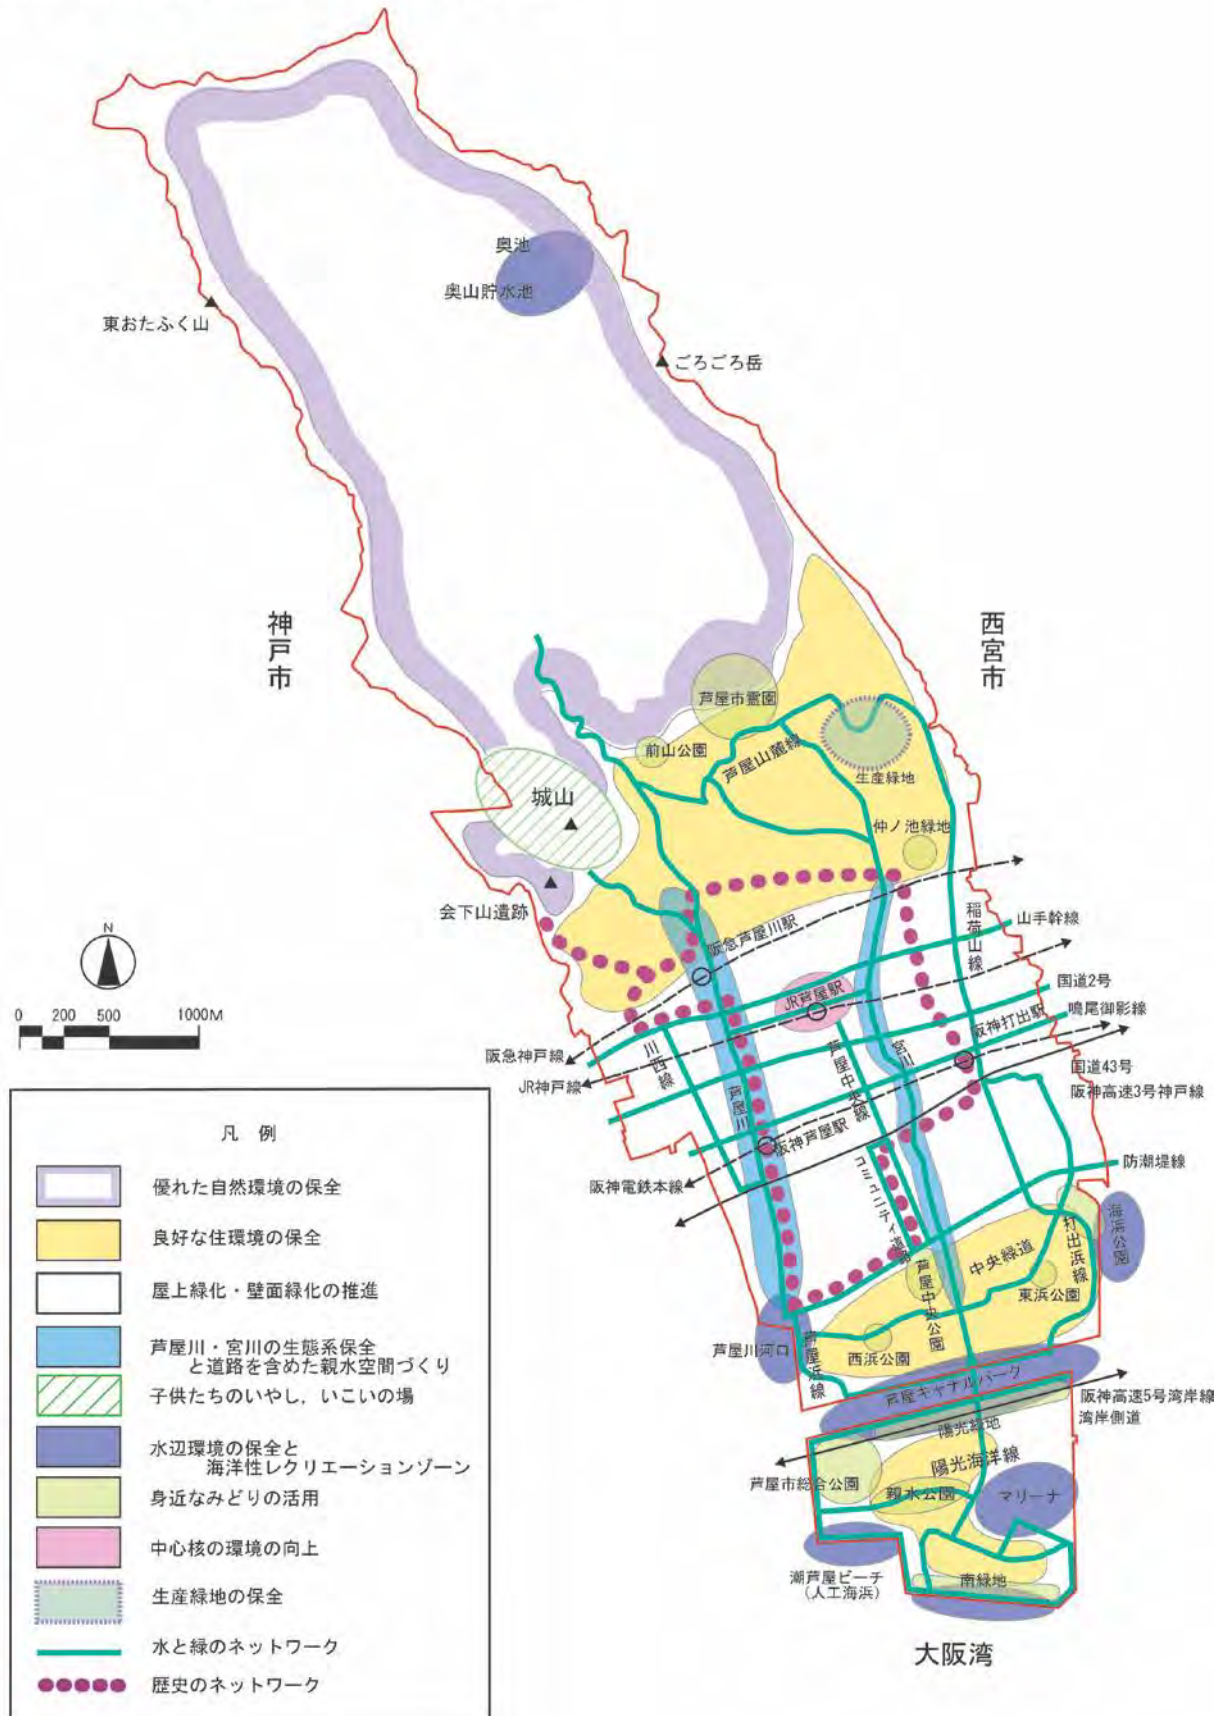 奥池
奥山貯水池
東おたふく山
ごろごろ岳
神戸市
西宮市
芦屋市霊園
前山公園
芦屋山麓線
生産緑地
城山
仲ノ池緑地
会下山遺跡
阪急芦屋川駅
稲荷山線
山手幹線
N
0 200 500 1000M
JR芦屋駅
国道2号
阪神打出駅
鳴尾御影線
阪急神戸線
JR神戸線
川西線
芦屋川
芦屋中央線
宮川
国道43号
阪神高速3号神戸線
阪神芦屋駅
阪神電鉄本線
コミュニティ道路
防潮堤線
海浜公園
打出浜線
中央緑道
芦屋中央公園
東浜公園
芦屋川河口
芦屋浜線
西浜公園
芦屋キャナルパーク
阪神高速5号湾岸線
湾岸側道
陽光緑地
陽光海洋線
芦屋市総合公園
親水公園
マリーナ
潮芦屋ビーチ
(人工海浜)
南緑地
大阪湾
凡 例
優れた自然環境の保全
良好な住環境の保全
屋上緑化・壁面緑化の推進
芦屋川・宮川の生態系保全
と道路を含めた親水空間づくり
子供たちのいやし，いこいの場
水辺環境の保全と
海洋性レクリエーションゾーン
身近なみどりの活用
中心核の環境の向上
生産緑地の保全
水と緑のネットワーク
歴史のネットワーク